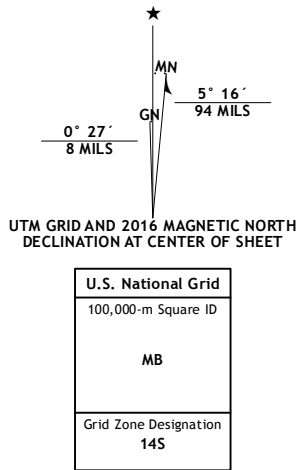 MN
GN
5° 16´
94 MILS
0° 27´
8 MILS
UTM GRID AND 2016 MAGNETIC NORTH
DECLINATION AT CENTER OF SHEET
U.S. National Grid
100,000-m Square ID
MB
Grid Zone Designation
14S